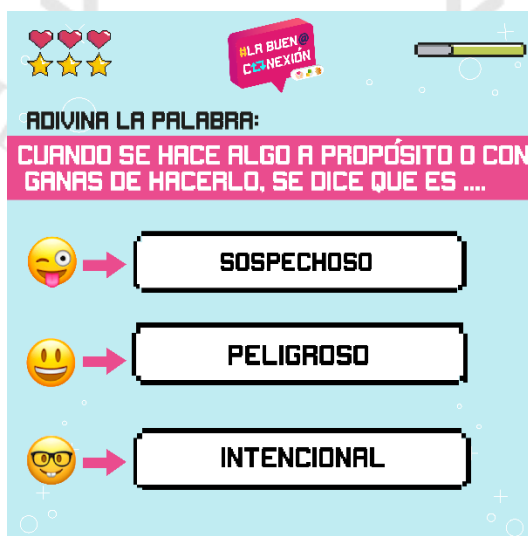 #LA BUEN@
CONEXIÓN
ADIVINA LA PALABRA:
CUANDO SE HACE ALGO A PROPÓSITO O CON
GANAS DE HACERLO, SE DICE QUE ES ....
SOSPECHOSO
PELIGROSO
INTENCIONAL